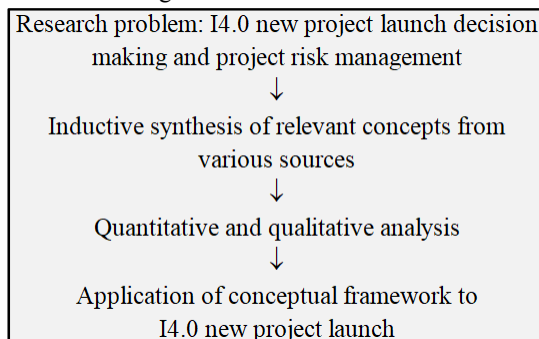 Research problem: I4.0 new project launch decision
making and project risk management
↓
Inductive synthesis of relevant concepts from
various sources
↓
Quantitative and qualitative analysis
↓
Application of conceptual framework to
I4.0 new project launch